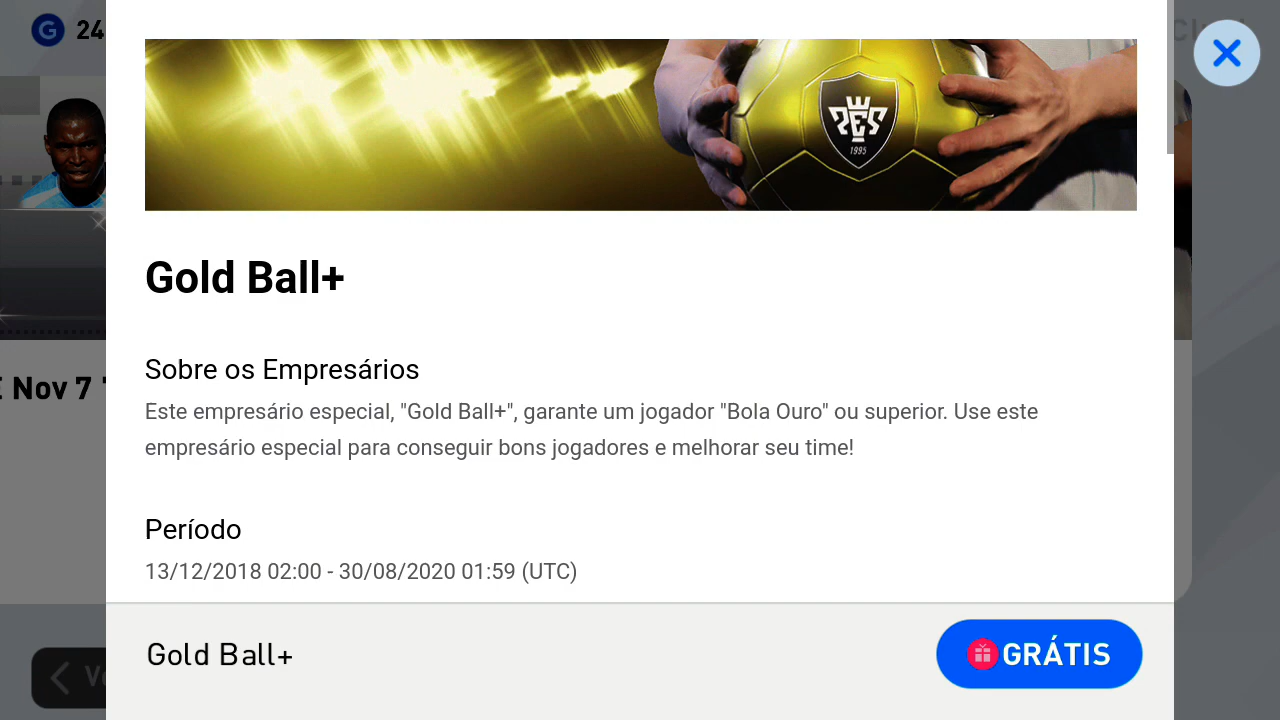 24
PES
1995
Gold Ball+
Sobre os Empresários
Nov 7
Este empresário especial, "Gold Ball+", garante um jogador "Bola Ouro" ou superior. Use este
empresário especial para conseguir bons jogadores e melhorar seu time!
Período
13/12/2018 02:00 - 30/08/2020 01:59 (UTC)
Gold Ball+
GRÁTIS